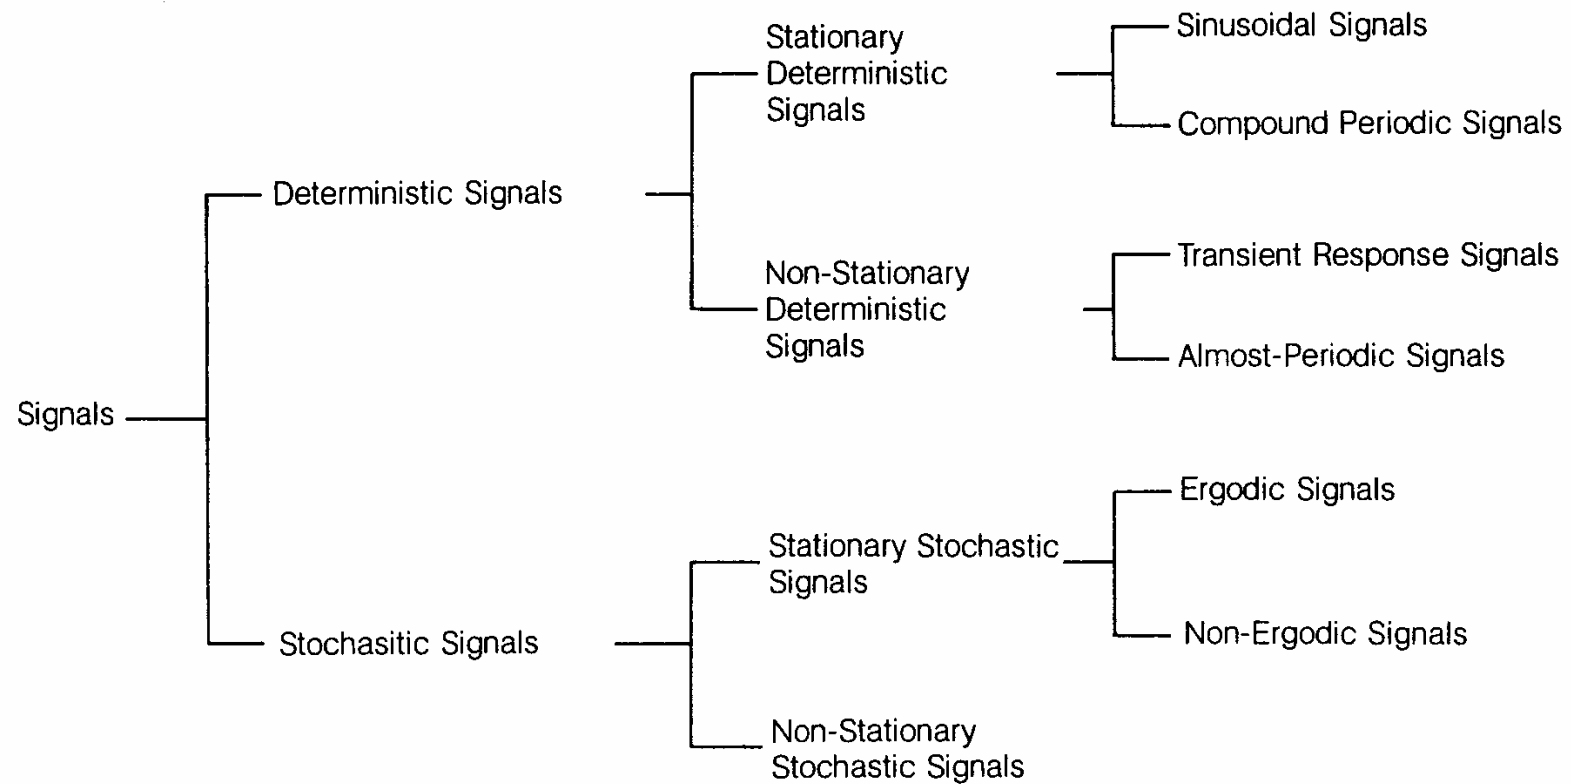 Signals
Deterministic Signals
Stationary
Deterministic
Signals
Sinusoidal Signals
Compound Periodic Signals
Non-Stationary
Deterministic
Signals
Transient Response Signals
Almost-Periodic Signals
Stochasitic Signals
Stationary Stochastic
Signals
Ergodic Signals
Non-Ergodic Signals
Non-Stationary
Stochastic Signals